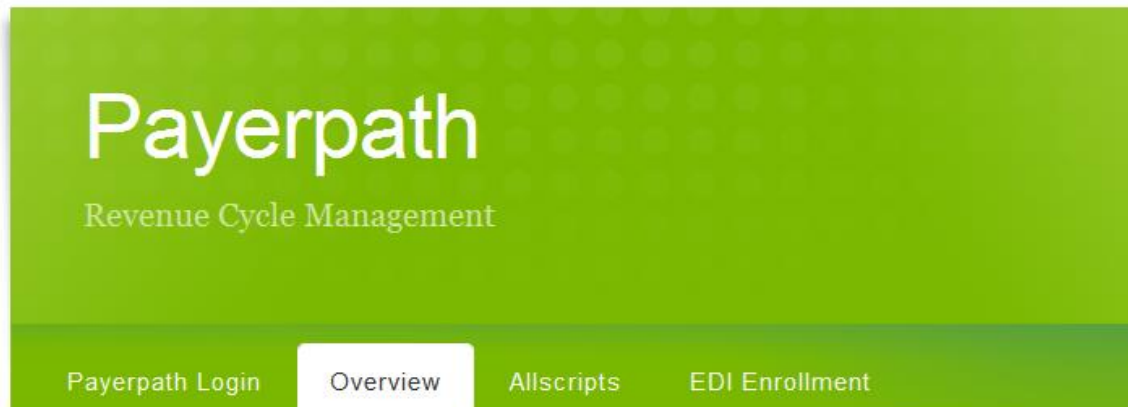 Payerpath
Revenue Cycle Management
Payerpath Login Overview Allscripts EDI Enrollment